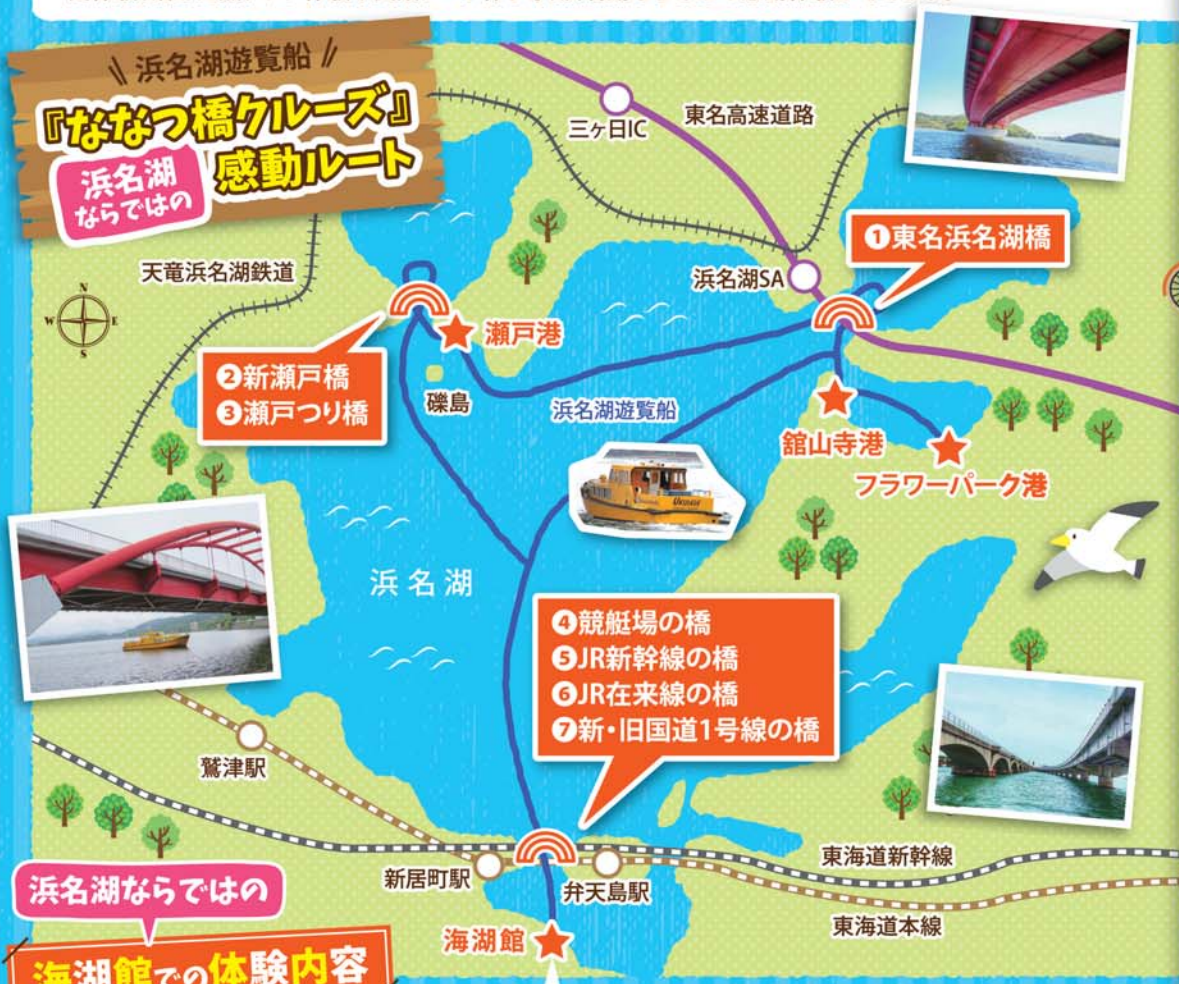 浜名湖遊覧船
『ななつ橋クルーズ』
浜名湖
ならではの
感動ルート
三ヶ日IC
東名高速道路
❶東名浜名湖橋
天竜浜名湖鉄道
浜名湖SA
N
W
E
S
瀬戸港
❷新瀬戸橋
❸瀬戸つり橋
礫島
浜名湖遊覧船
舘山寺港
フラワーパーク港
浜名湖
❹競艇場の橋
❺JR新幹線の橋
❻JR在来線の橋
❼新・旧国道1号線の橋
鷲津駅
新居町駅
弁天島駅
東海道新幹線
東海道本線
海湖館
浜名湖ならではの
海湖館での体験内容